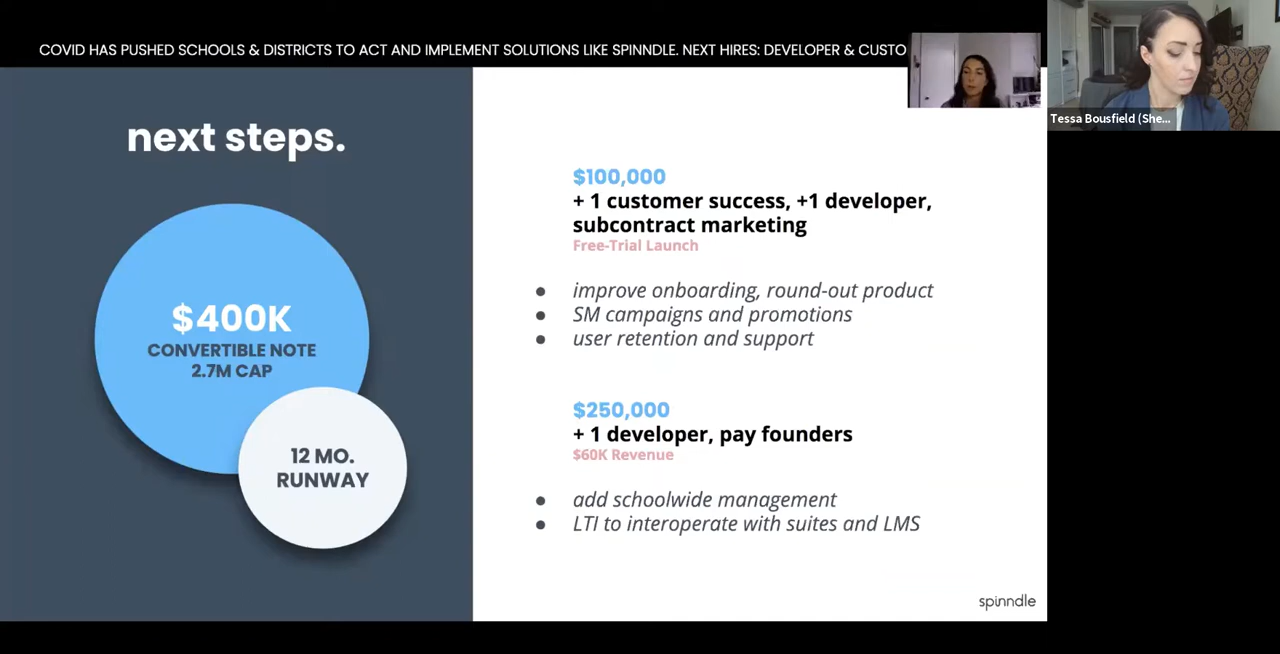 COVID HAS PUSHED SCHOOLS & DISTRICTS TO ACT AND IMPLEMENT SOLUTIONS LIKE SPINNDLE. NEXT HIRES: DEVELOPER & CUSTO
Tessa Bousfield (She...
next steps.
$400K
CONVERTIBLE NOTE
2.7M CAP
12 MO.
RUNWAY
$100,000
+ 1 customer success, +1 developer,
subcontract marketing
Free-Trial Launch
● improve onboarding, round-out product
● SM campaigns and promotions
● user retention and support
$250,000
+ 1 developer, pay founders
$60K Revenue
● add schoolwide management
● LTI to interoperate with suites and LMS
spinndle